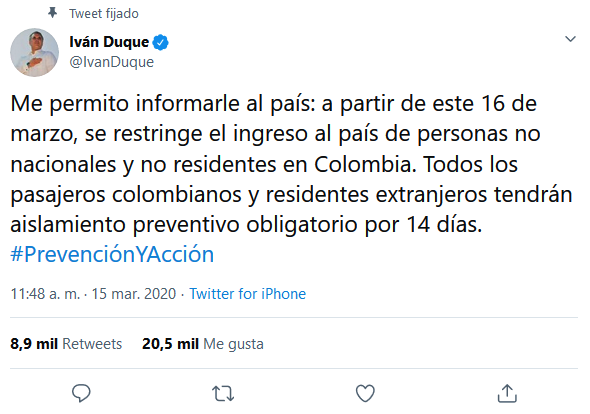 Tweet fijado
Iván Duque
@IvanDuque
Me permito informarle al país: a partir de este 16 de
marzo, se restringe el ingreso al país de personas no
nacionales y no residentes en Colombia. Todos los
pasajeros colombianos y residentes extranjeros tendrán
aislamiento preventivo obligatorio por 14 días.
#PrevenciónYAcción
11:48 a. m. · 15 mar. 2020 · Twitter for iPhone
8,9 mil Retweets 20,5 mil Me gusta